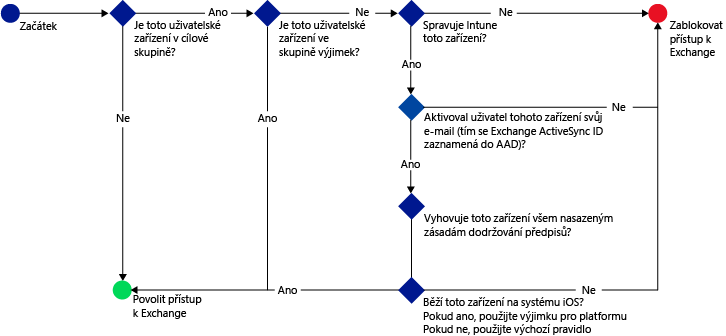 Začátek
Je toto uživatelské
zařízení v cílové
skupině?
Ano
Je toto uživatelské
zařízení ve
skupině výjimek?
Ne
Spravuje Intune
toto zařízení?
Ne
Zablokovat
přístup k
Exchange
Ano
Ne
Ano
Aktivoval uživatel tohoto zařízení svůj
e-mail (tím se Exchange ActiveSync ID
zaznamená do AAD)?
Ne
Ano
Vyhovuje toto zařízení všem nasazeným
zásadám dodržování předpisů?
Povolit přístup
k Exchange
Ano
Ne
Běží toto zařízení na systému iOS?
Pokud ano, použijte výjimku pro platformu
Pokud ne, použijte výchozí pravidlo